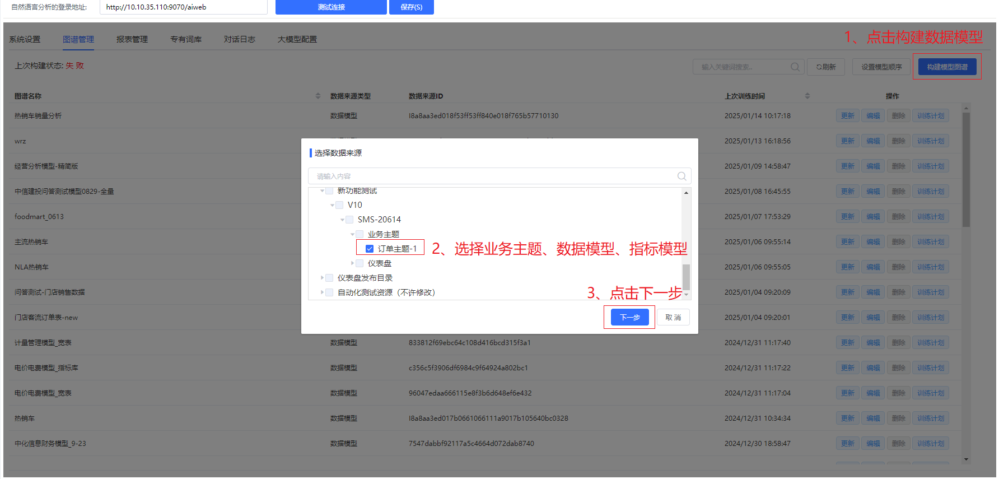 自然语言分析的登录地址: http://10.10.35.110:9070/aiweb 测试连接 保存(S)
系统设置 图谱管理 报表管理 专有词库 对话日志 大模型配置
1、点击构建数据模型
上次构建状态: 失 败
输入关键词搜索.. 刷新 设置模型顺序 构建模型图谱
图谱名称 数据来源类型 数据来源ID 上次训练时间 操作
热销车销量分析 数据模型 I8a8aa3ed018f53ff53ff840e018f765b57710130 2025/01/14 10:17:18 更新 编辑 删除 训练计划
wrz 2025/01/13 16:18:56 更新 编辑 删除 训练计划
经营分析模型-精简版 2025/01/09 14:58:47 更新 编辑 删除 训练计划
中信建投问答测试模型0829-全量 2025/01/08 16:45:55 更新 编辑 删除 训练计划
foodmart_0613 2025/01/07 17:53:29 更新 编辑 删除 训练计划
主流热销车 2025/01/06 09:55:14 更新 编辑 删除 训练计划
NLA热销车 2025/01/06 09:55:05 更新 编辑 删除 训练计划
问答测试-门店销售数据 2025/01/04 09:20:09 更新 编辑 删除 训练计划
门店客流订单表-new 2025/01/04 09:20:01 更新 编辑 删除 训练计划
计量管理模型_宽表 数据模型 833812f69ebc64c108d416bcd315f3a1 2024/12/31 11:17:40 更新 编辑 删除 训练计划
电价电费模型_指标库 数据模型 c356c5f3906df6984c9f64924a802bc1 2024/12/31 11:17:22 更新 编辑 删除 训练计划
电价电费模型_宽表 数据模型 96047edaa666115e8f3b6d648ef6e432 2024/12/31 11:17:04 更新 编辑 删除 训练计划
热销车 数据模型 I8a8aa3ed017b0661066111a9017b105640bc0328 2024/12/31 10:34:34 更新 编辑 删除 训练计划
中化信息财务模型_9-23 数据模型 7547dabbf92117a5c4664d072dab8740 2024/12/30 18:58:47 更新 编辑 删除 训练计划
选择数据来源
请输入内容
新功能测试
V10
SMS-20614
业务主题
订单主题-1
2、选择业务主题、数据模型、指标模型
仪表盘
仪表盘发布目录
自动化测试资源（不许修改）
3、点击下一步
下一步 取 消